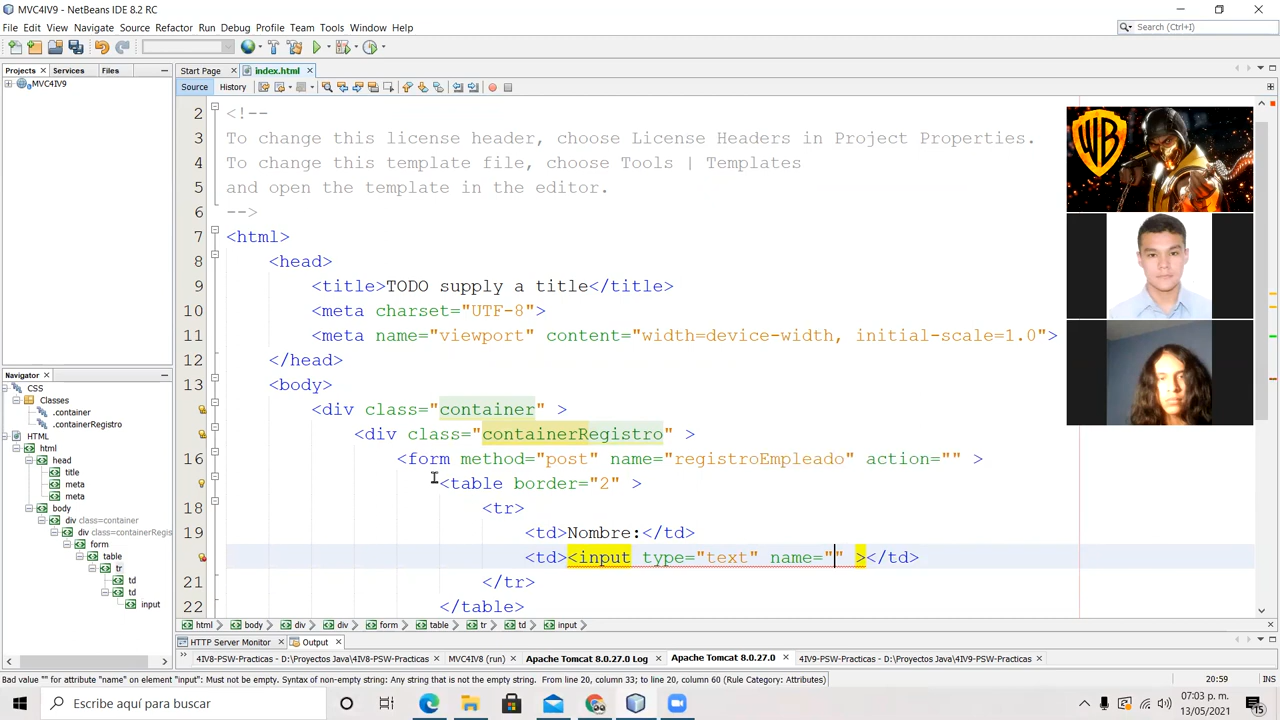 MVC4IV9 - NetBeans IDE 8.2 RC
File Edit View Navigate Source Refactor Run Debug Profile Team Tools Window Help
Search (Ctrl+I)
Projects Services Files
Start Page index.html
MVC4IV9
Source History
2 <!--
3 To change this license header, choose License Headers in Project Properties.
4 To change this template file, choose Tools | Templates
5 and open the template in the editor.
6 -->
7 <html>
8 <head>
9 <title>TODO supply a title</title>
10 <meta charset="UTF-8">
11 <meta name="viewport" content="width=device-width, initial-scale=1.0">
12 </head>
13 <body>
<div class="container" >
<div class="containerRegistro" >
16 <form method="post" name="registroEmpleado" action="" >
<table border="2" >
18 <tr>
19 <td>Nombre:</td>
<td><input type="text" name="" ></td>
21 </tr>
22 </table>
WB
Navigator
CSS
Classes
.container
.containerRegistro
HTML
html
head
title
meta
meta
body
div class=container
div class=containerRegis
form
table
tr
td
td
input
html body div div form table tr td input
HTTP Server Monitor Output
4IV8-PSW-Practicas - D:\Proyectos Java\4IV8-PSW-Practicas MVC4IV8 (run) Apache Tomcat 8.0.27.0 Log Apache Tomcat 8.0.27.0 4IV9-PSW-Practicas - D:\Proyectos Java\4IV9-PSW-Practicas
Bad value "" for attribute "name" on element "input": Must not be empty. Syntax of non-empty string: Any string that is not the empty string. From line 20, column 33; to line 20, column 60 (Rule Category: Attributes)
20:59 INS
Escribe aquí para buscar
07:03 p. m.
13/05/2021
15